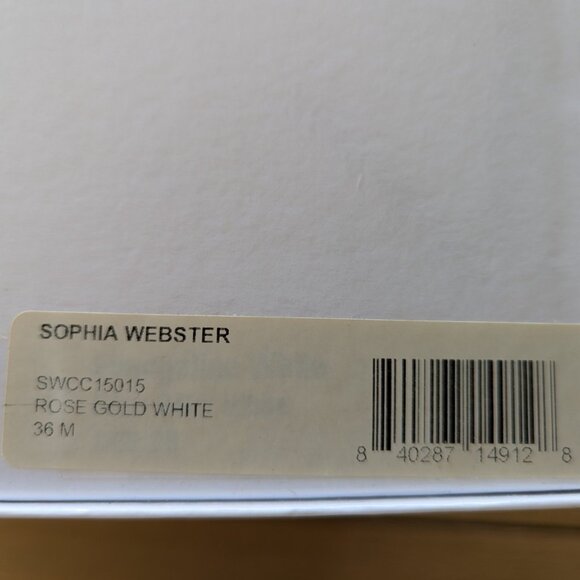 SOPHIA WEBSTER
SWCC15015
ROSE GOLD WHITE
36 M
8 40287 14912 8